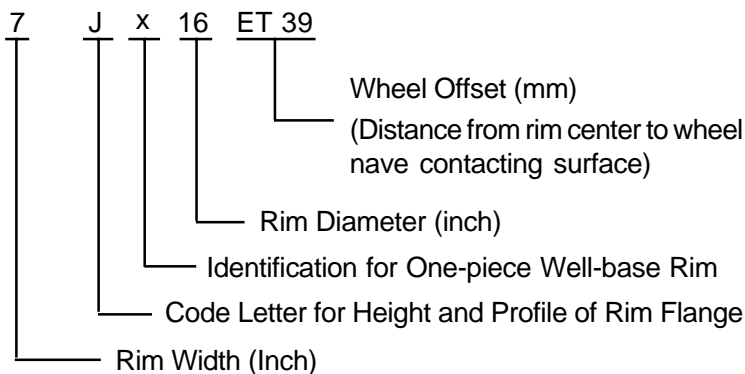 7 J x 16 ET 39
Wheel Offset (mm)
(Distance from rim center to wheel
nave contacting surface)
Rim Diameter (inch)
Identification for One-piece Well-base Rim
Code Letter for Height and Profile of Rim Flange
Rim Width (Inch)